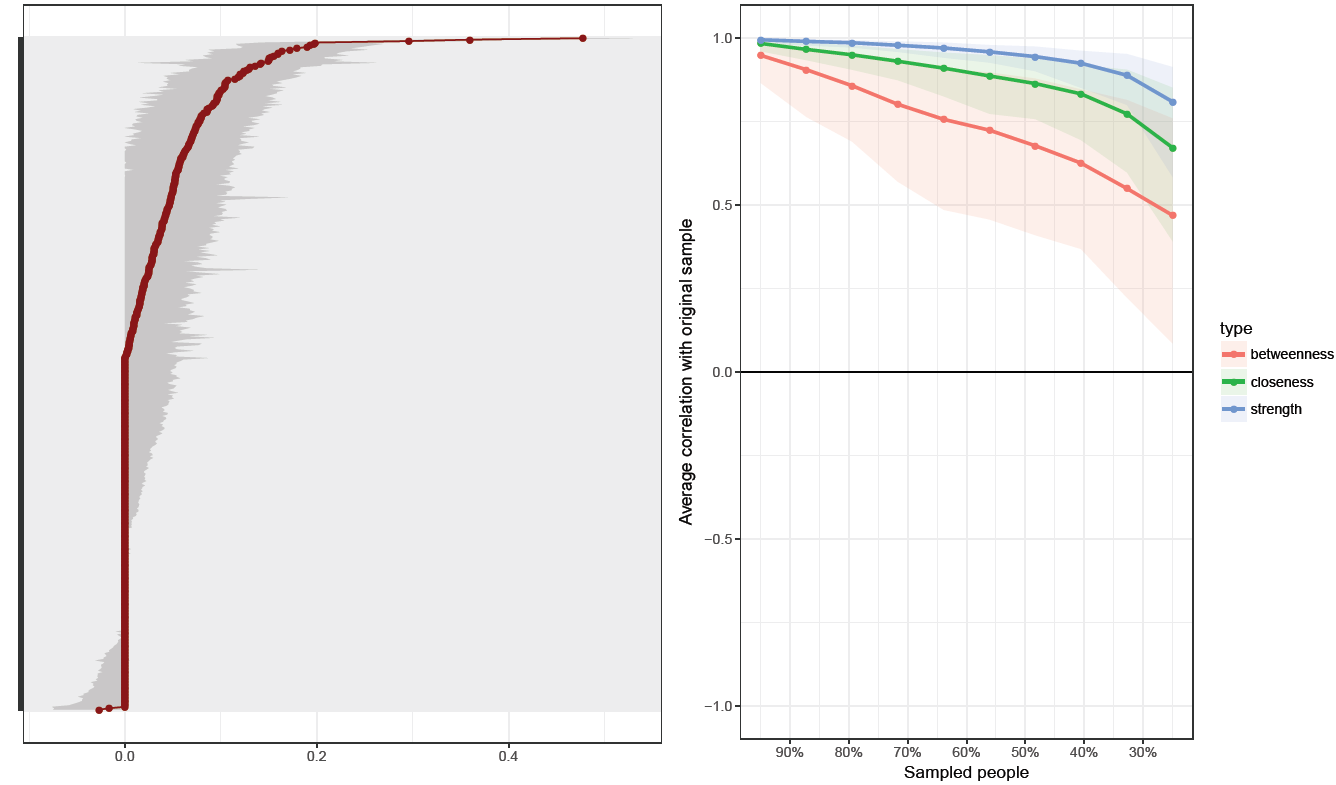 0.0
0.2
0.4
Average correlation with original sample
1.0
0.5
0.0
−0.5
−1.0
90%
80%
70%
60%
50%
40%
30%
Sampled people
type
betweenness
closeness
strength